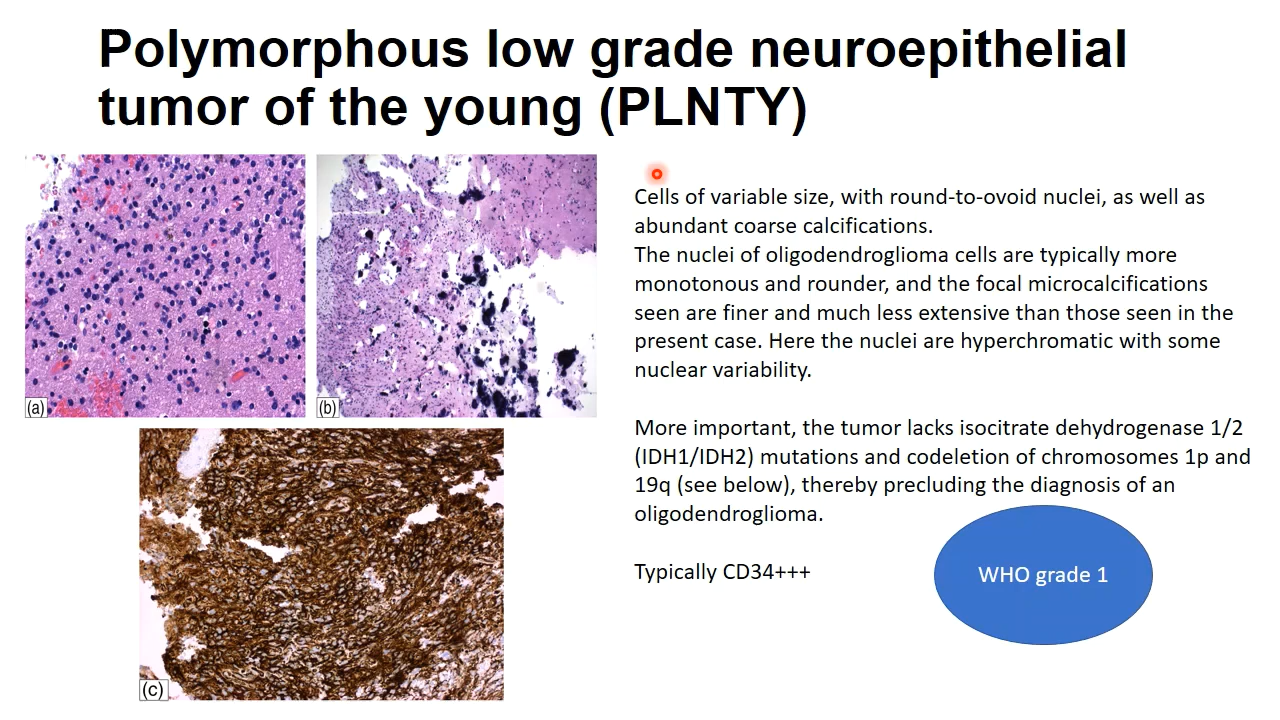 Polymorphous low grade neuroepithelial
tumor of the young (PLNTY)
(a)
(b)
(c)
Cells of variable size, with round-to-ovoid nuclei, as well as
abundant coarse calcifications.
The nuclei of oligodendroglioma cells are typically more
monotonous and rounder, and the focal microcalcifications
seen are finer and much less extensive than those seen in the
present case. Here the nuclei are hyperchromatic with some
nuclear variability.
More important, the tumor lacks isocitrate dehydrogenase 1/2
(IDH1/IDH2) mutations and codeletion of chromosomes 1p and
19q (see below), thereby precluding the diagnosis of an
oligodendroglioma.
Typically CD34+++
WHO grade 1